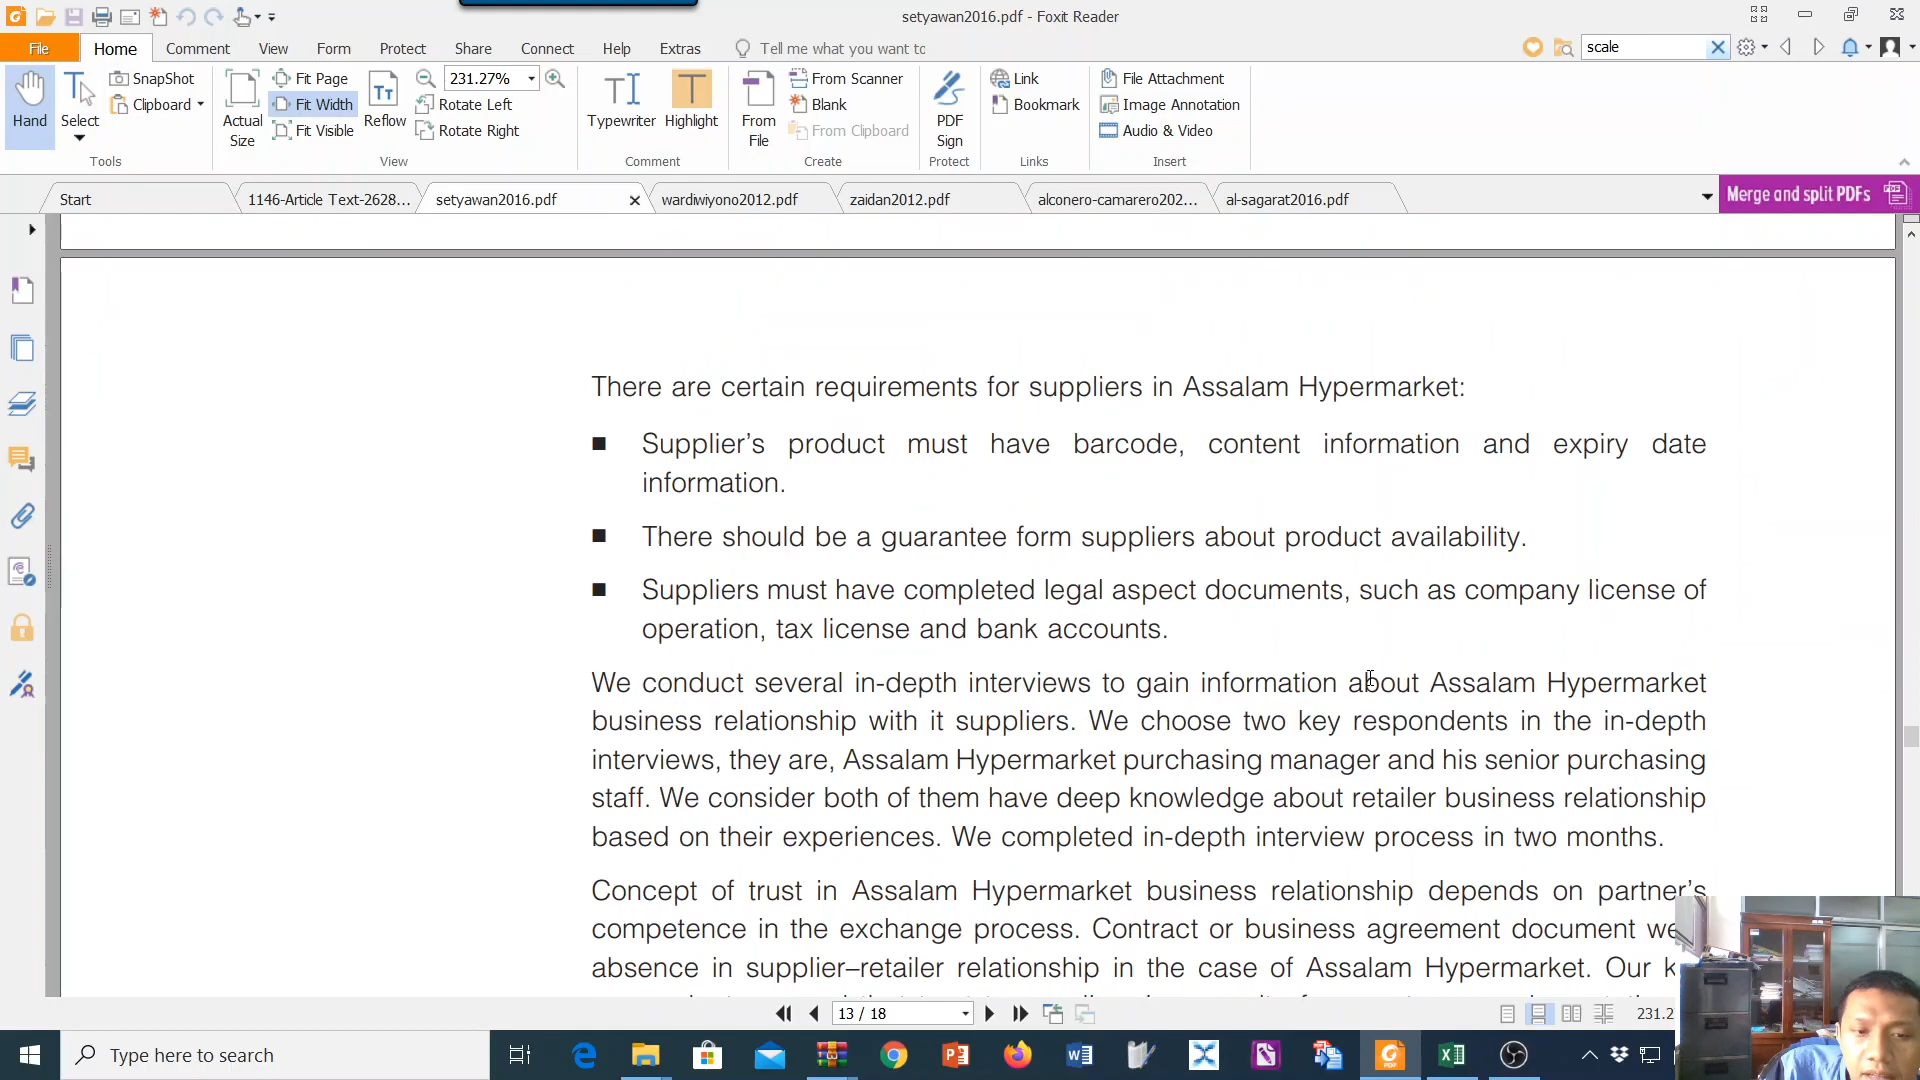 setyawan2016.pdf - Foxit Reader
File Home Comment View Form Protect Share Connect Help Extras Tell me what you want to scale
SnapShot Fit Page 231.27% From Scanner Link File Attachment
Clipboard Fit Width Rotate Left Blank Bookmark Image Annotation
Hand Select Actual Size Fit Visible Reflow Rotate Right Typewriter Highlight From File From Clipboard PDF Sign Audio & Video
Tools View Comment Create Protect Links Insert
Start 1146-Article Text-2628... setyawan2016.pdf wardiwiyono2012.pdf zaidan2012.pdf alconero-camarero202... al-sagarat2016.pdf Merge and split PDFs
There are certain requirements for suppliers in Assalam Hypermarket:
■ Supplier’s product must have barcode, content information and expiry date
information.
■ There should be a guarantee form suppliers about product availability.
■ Suppliers must have completed legal aspect documents, such as company license of
operation, tax license and bank accounts.
We conduct several in-depth interviews to gain information about Assalam Hypermarket
business relationship with it suppliers. We choose two key respondents in the in-depth
interviews, they are, Assalam Hypermarket purchasing manager and his senior purchasing
staff. We consider both of them have deep knowledge about retailer business relationship
based on their experiences. We completed in-depth interview process in two months.
Concept of trust in Assalam Hypermarket business relationship depends on partner’s
competence in the exchange process. Contract or business agreement document we
absence in supplier–retailer relationship in the case of Assalam Hypermarket. Our k
13 / 18 231.2
Type here to search